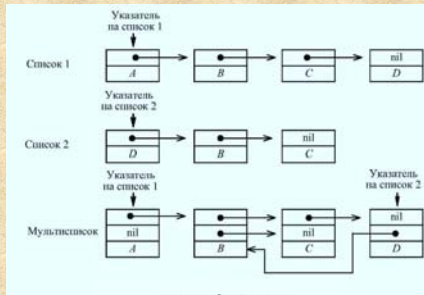 Указатель
на список 1
Список 1
nil
A
B
C
D
Указатель
на список 2
Список 2
nil
D
B
C
Указатель
на список 1
Указатель
на список 2
Мультисписок
nil
nil
nil
A
B
C
D